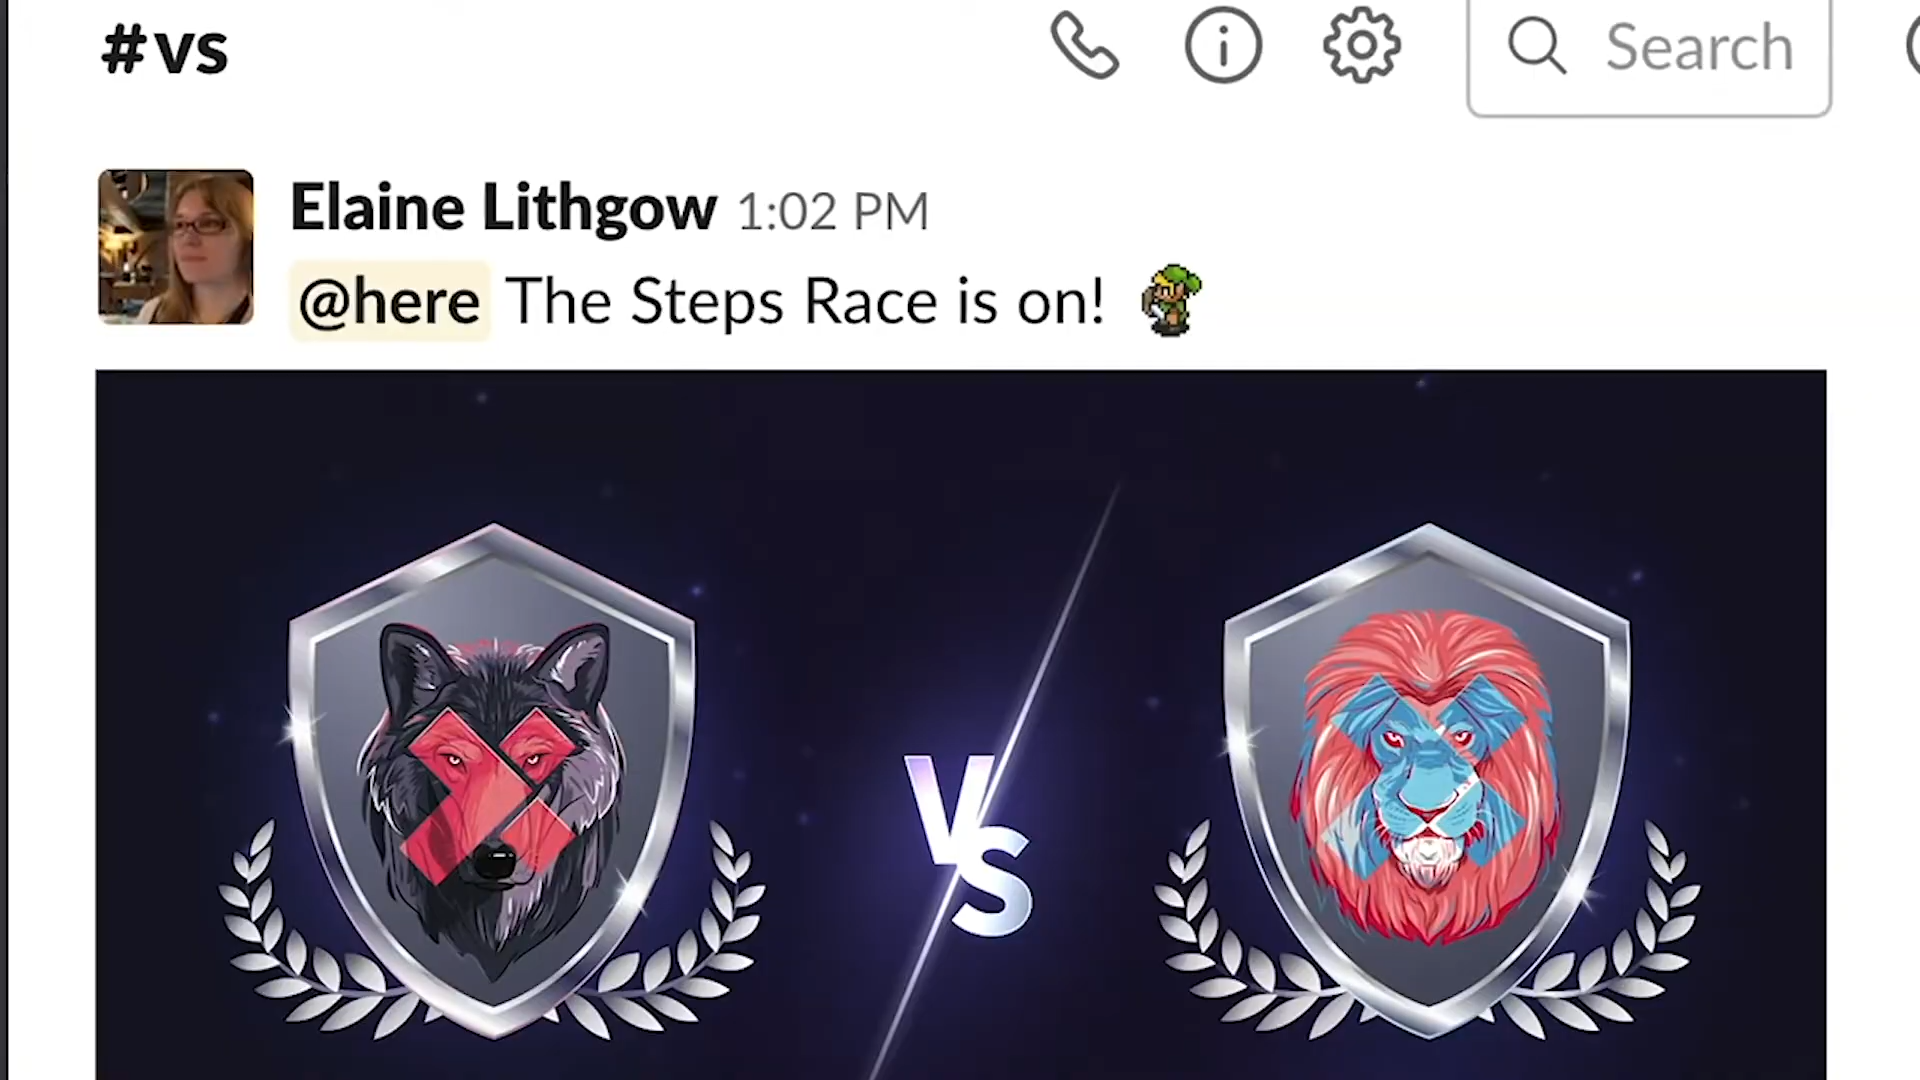 #vs
Search
Elaine Lithgow 1:02 PM
@here The Steps Race is on!
VS